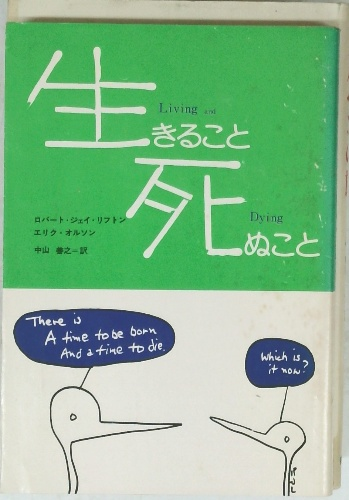 生きること
Living and
死ぬこと
Dying
ロバート・ジェイ・リフトン
エリク・オルソン
中山 善之=訳
There is
A time to be born
And a time to die.
Which is
it now?